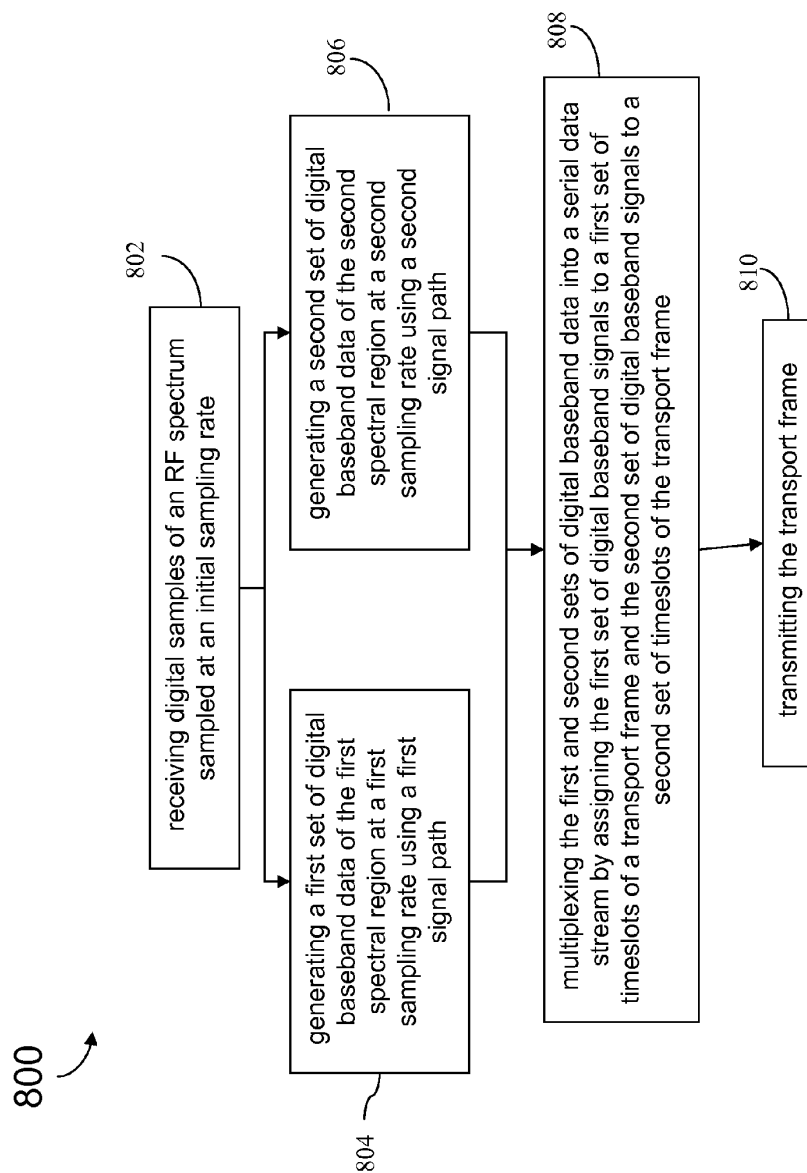 800
802
receiving digital samples of an RF spectrum
sampled at an initial sampling rate
804
generating a first set of digital
baseband data of the first
spectral region at a first
sampling rate using a first
signal path
806
generating a second set of digital
baseband data of the second
spectral region at a second
sampling rate using a second
signal path
808
multiplexing the first and second sets of digital baseband data into a serial data
stream by assigning the first set of digital baseband signals to a first set of
timeslots of a transport frame and the second set of digital baseband signals to a
second set of timeslots of the transport frame
810
transmitting the transport frame